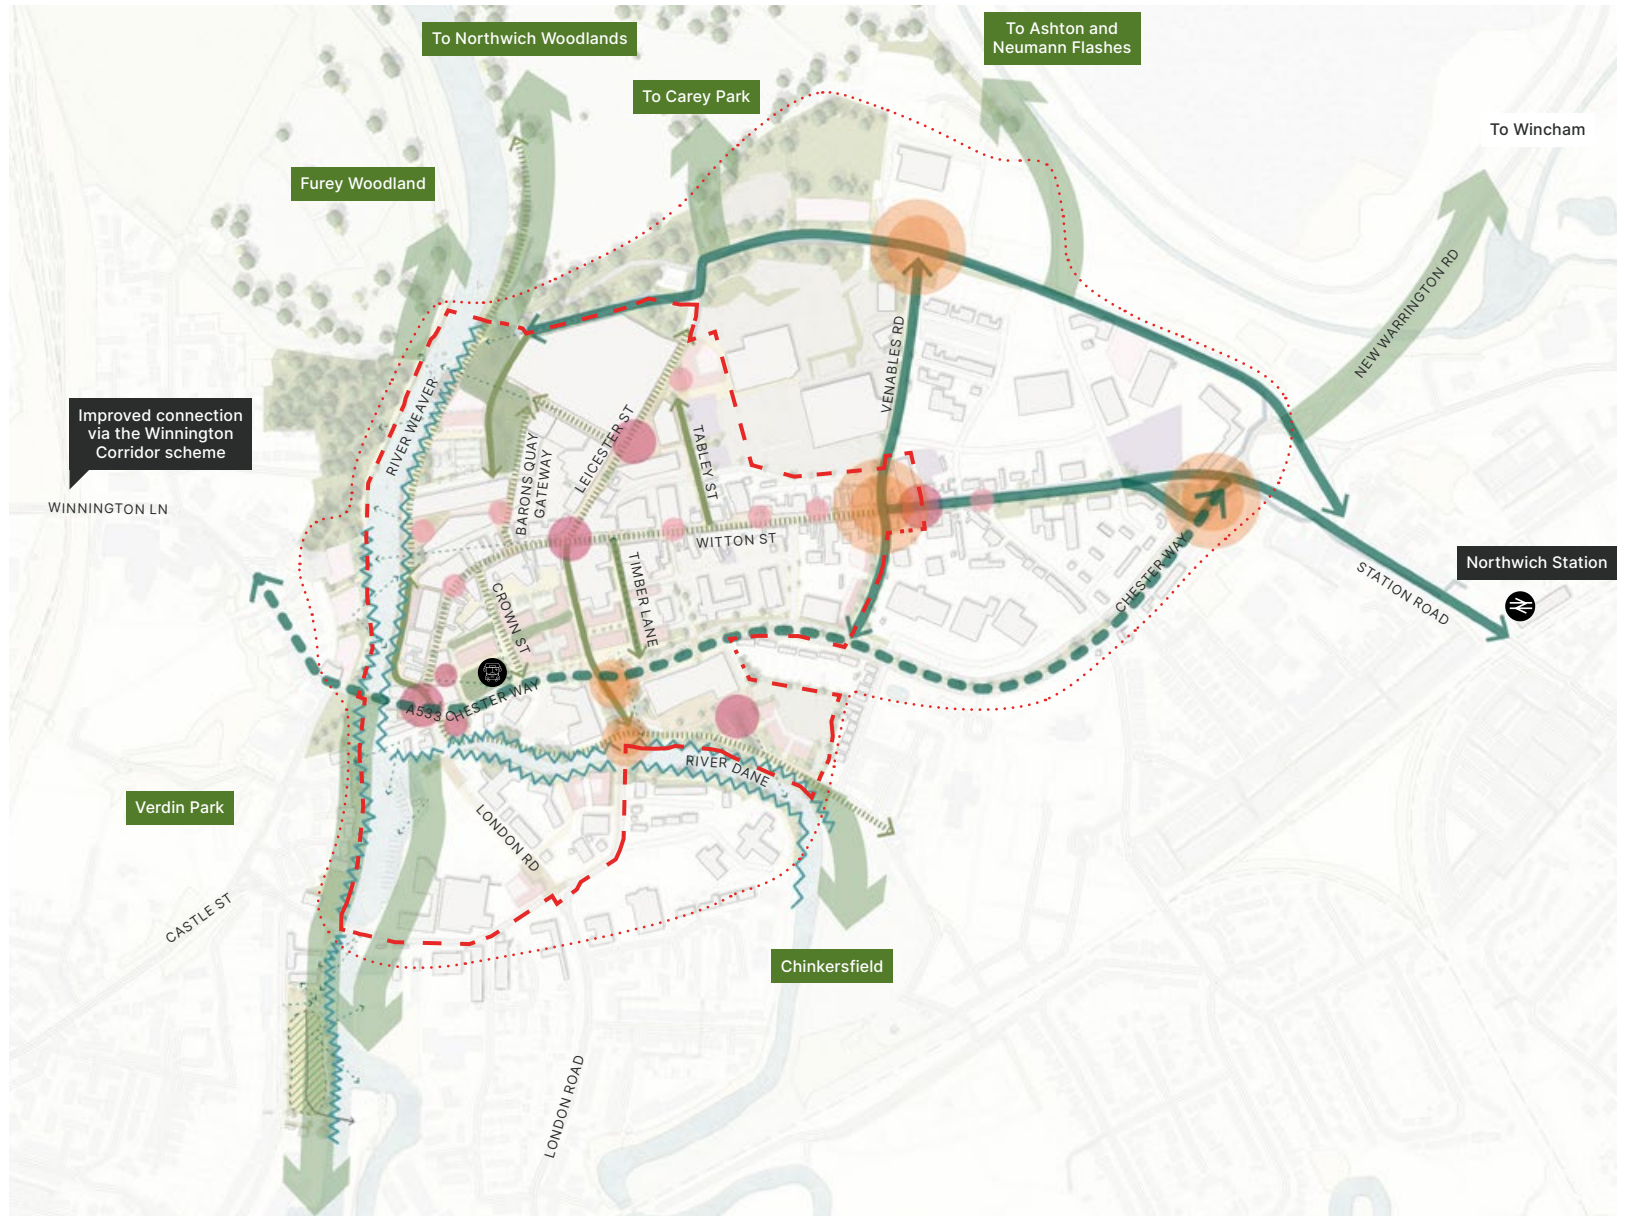 To Northwich Woodlands
To Ashton and
Neumann Flashes
To Carey Park
To Wincham
Furey Woodland
NEW WARRINGTON RD
VENABLES RD
RIVER WEAVER
Improved connection
via the Winnington
Corridor scheme
LEICESTER ST
BARONS QUAY
GATEWAY
TABLEY ST
WINNINGTON LN
WITTON ST
CHESTER WAY
Northwich Station
STATION ROAD
CROWN ST
TIMBER LANE
A533 CHESTER WAY
RIVER DANE
Verdin Park
LONDON RD
CASTLE ST
Chinkersfield
LONDON ROAD